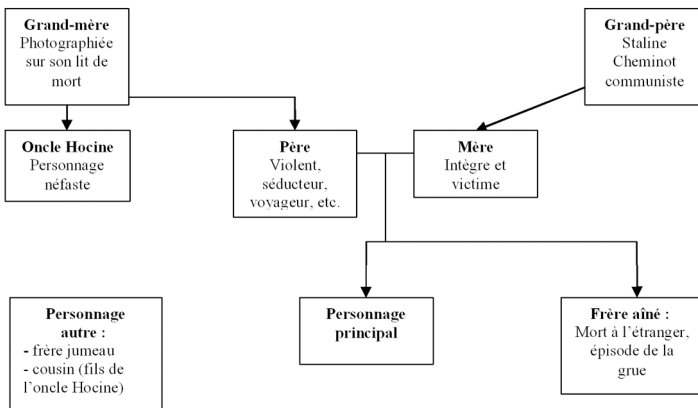 Grand-mère
Photographiée
sur son lit de
mort
Grand-père
Staline
Cheminot
communiste
Oncle Hocine
Personnage
néfaste
Père
Violent,
séducteur,
voyageur, etc.
Mère
Intègre et
victime
Personnage
autre :
- frère jumeau
- cousin (fils de
l'oncle Hocine)
Personnage
principal
Frère aîné :
Mort à l'étranger,
épisode de la
grue